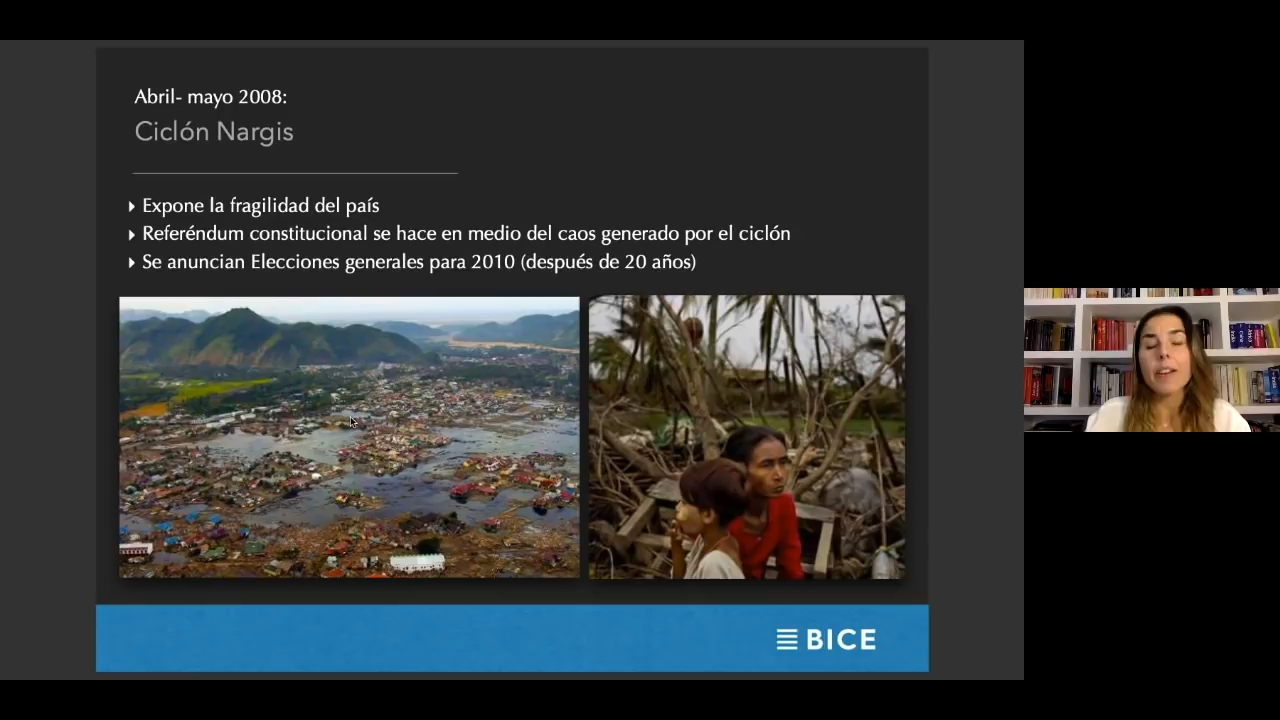 Abril- mayo 2008:
Ciclón Nargis
Expone la fragilidad del país
Referéndum constitucional se hace en medio del caos generado por el ciclón
Se anuncian Elecciones generales para 2010 (después de 20 años)
BICE